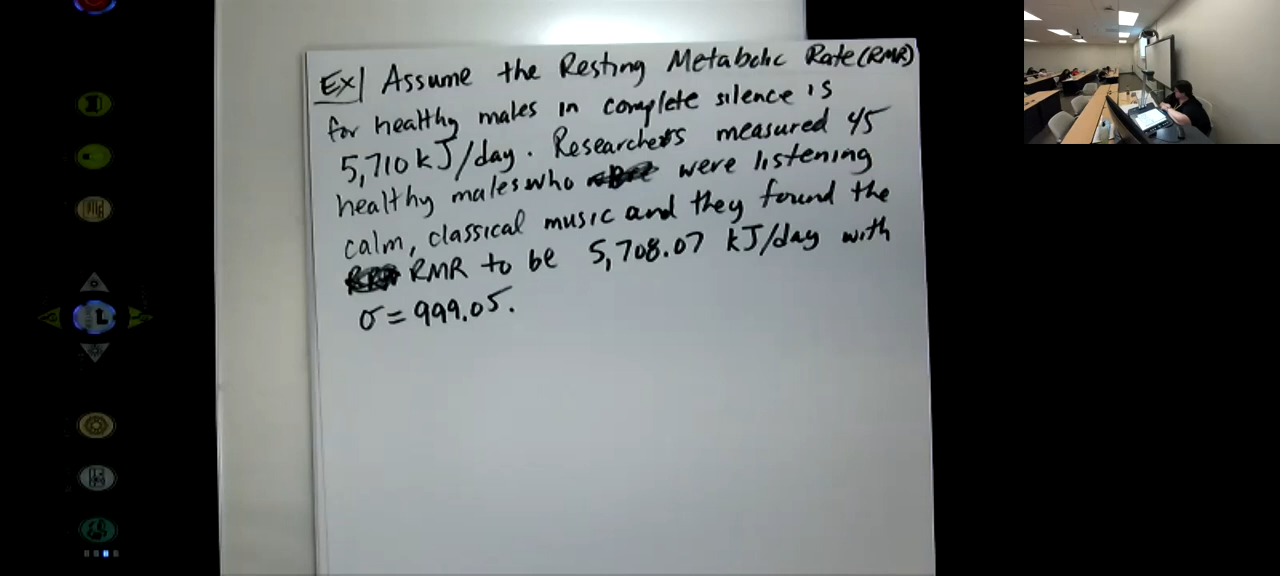 Ex| Assume the Resting Metabolic Rate (RMR)
for healthy males in complete silence is
5,710 kJ/day. Researchers measured 45
healthy males who were listening
calm, classical music and they found the
RMR to be 5,708.07 kJ/day with
σ = 999.05.